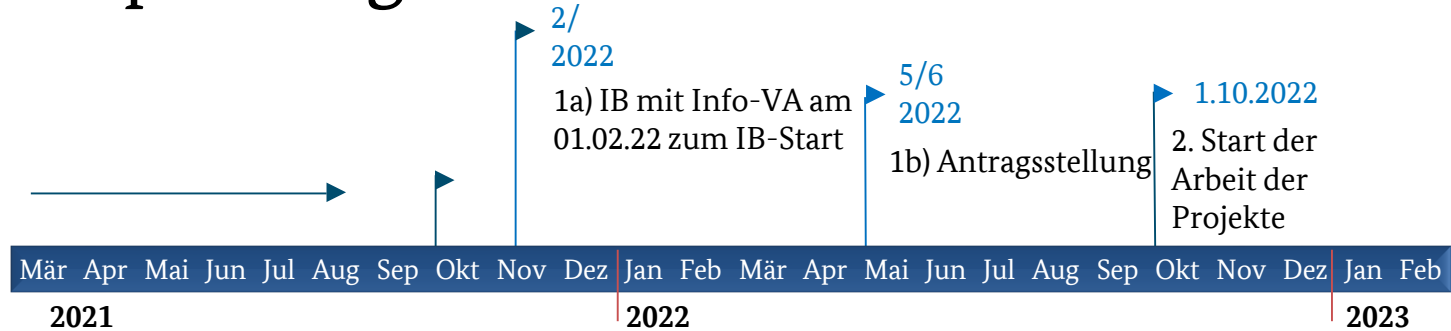 2/
2022
1a) IB mit Info-VA am
01.02.22 zum IB-Start
5/6
2022
1b) Antragsstellung
1.10.2022
2. Start der
Arbeit der
Projekte
Mär Apr Mai Jun Jul Aug Sep Okt Nov Dez Jan Feb Mär Apr Mai Jun Jul Aug Sep Okt Nov Dez Jan Feb
2021 2022 2023